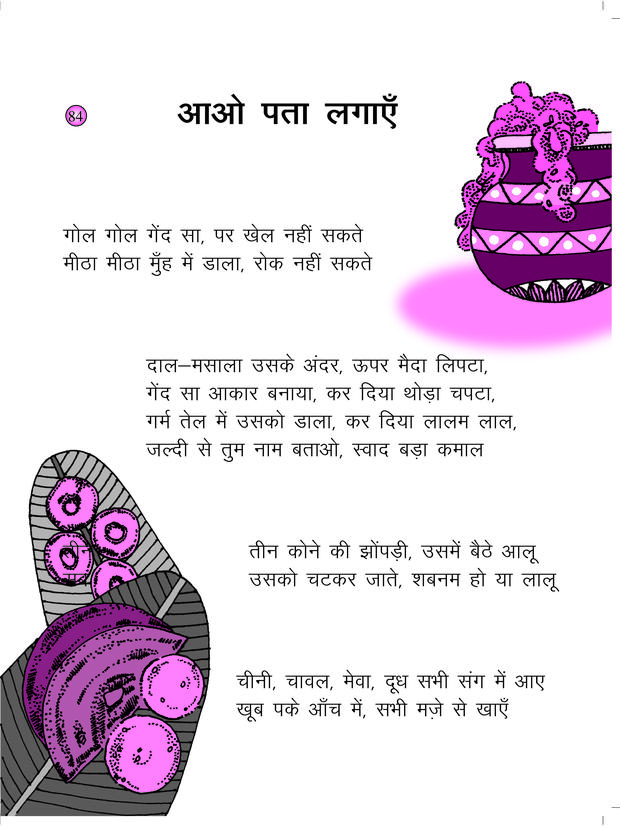 84
आओ पता लगाएँ
गोल गोल गेंद सा, पर खेल नहीं सकते
मीठा मीठा मुँह में डाला, रोक नहीं सकते
दाल–मसाला उसके अंदर, ऊपर मैदा लिपटा,
गेंद सा आकार बनाया, कर दिया थोड़ा चपटा,
गर्म तेल में उसको डाला, कर दिया लालम लाल,
जल्दी से तुम नाम बताओ, स्वाद बड़ा कमाल
तीन कोने की झोंपड़ी, उसमें बैठे आलू
उसको चटकर जाते, शबनम हो या लालू
चीनी, चावल, मेवा, दूध सभी संग में आए
खूब पके आँच में, सभी मज़े से खाएँ